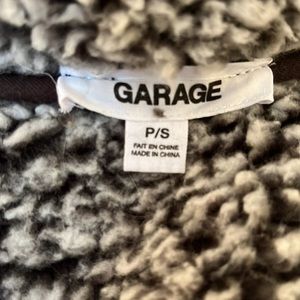 GARAGE
P/S
FAIT EN CHINE
MADE IN CHINA